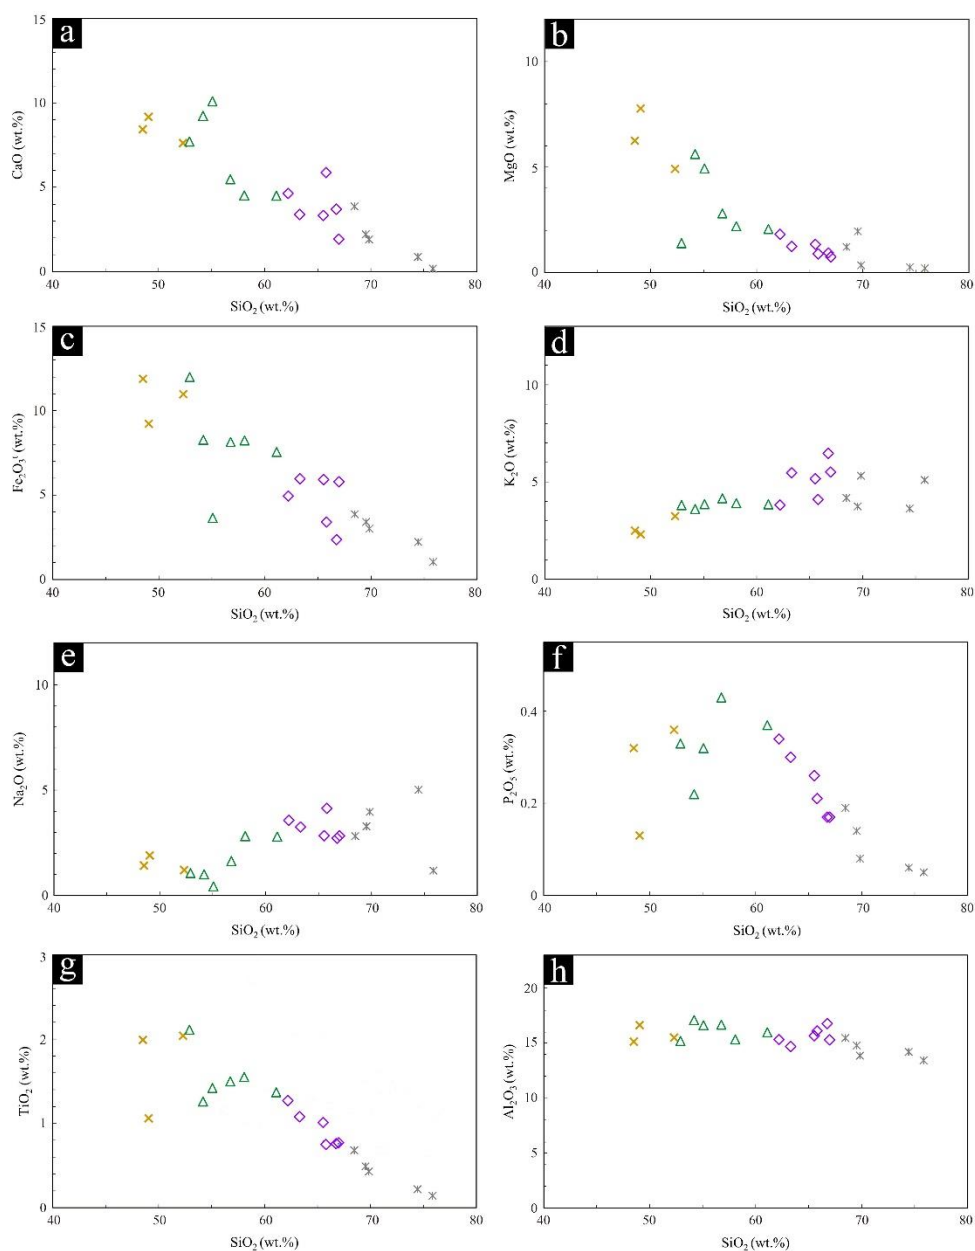 a
15
10
5
0
CaO (wt.%)
40 50 60 70 80
SiO₂ (wt.%)
b
10
5
0
MgO (wt.%)
40 50 60 70 80
SiO₂ (wt.%)
c
15
10
5
0
Fe₂O₃ᵗ (wt.%)
40 50 60 70 80
SiO₂ (wt.%)
d
10
5
0
K₂O (wt.%)
40 50 60 70 80
SiO₂ (wt.%)
e
10
5
0
Na₂O (wt.%)
40 50 60 70 80
SiO₂ (wt.%)
f
0.4
0.2
0
P₂O₅ (wt.%)
40 50 60 70 80
SiO₂ (wt.%)
g
3
2
1
0
TiO₂ (wt.%)
40 50 60 70 80
SiO₂ (wt.%)
h
20
15
10
5
0
Al₂O₃ (wt.%)
40 50 60 70 80
SiO₂ (wt.%)